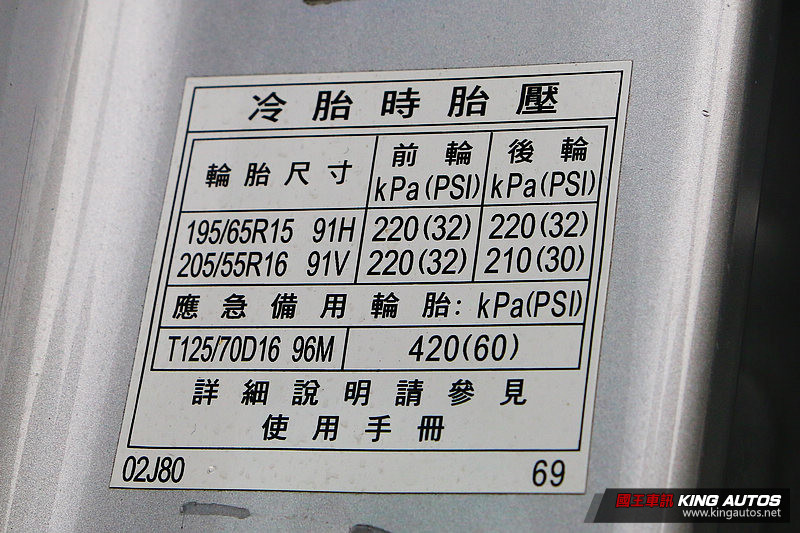 冷胎時胎壓
輪胎尺寸 前輪 kPa(PSI) 後輪 kPa(PSI)
195/65R15 91H 220(32) 220(32)
205/55R16 91V 220(32) 210(30)
應急備用輪胎: kPa(PSI)
T125/70D16 96M 420(60)
詳細說明請參見
使用手冊
02J80 69
國王車訊 KING AUTOS
www.kingautos.net